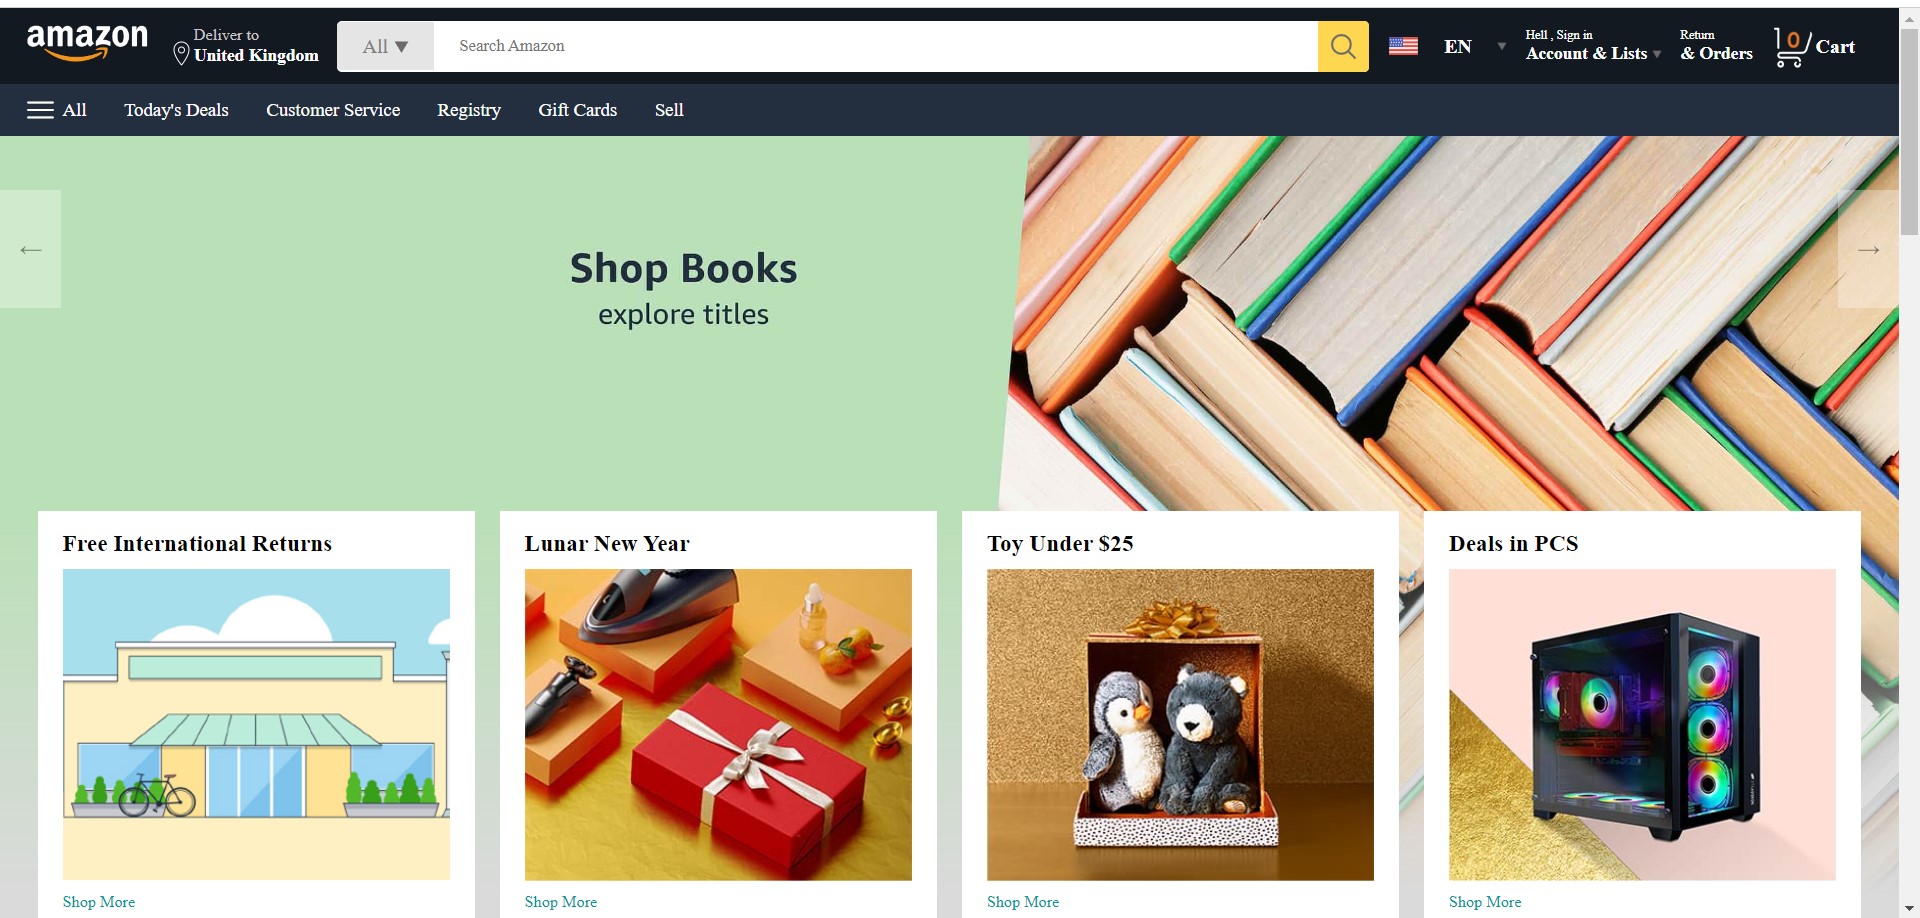 amazon
Deliver to
United Kingdom
All
Search Amazon
EN
Hell , Sign in
Account & Lists
Return
& Orders
0
Cart
All
Today's Deals
Customer Service
Registry
Gift Cards
Sell
Shop Books
explore titles
Free International Returns
Lunar New Year
Toy Under $25
Deals in PCS
Shop More
Shop More
Shop More
Shop More